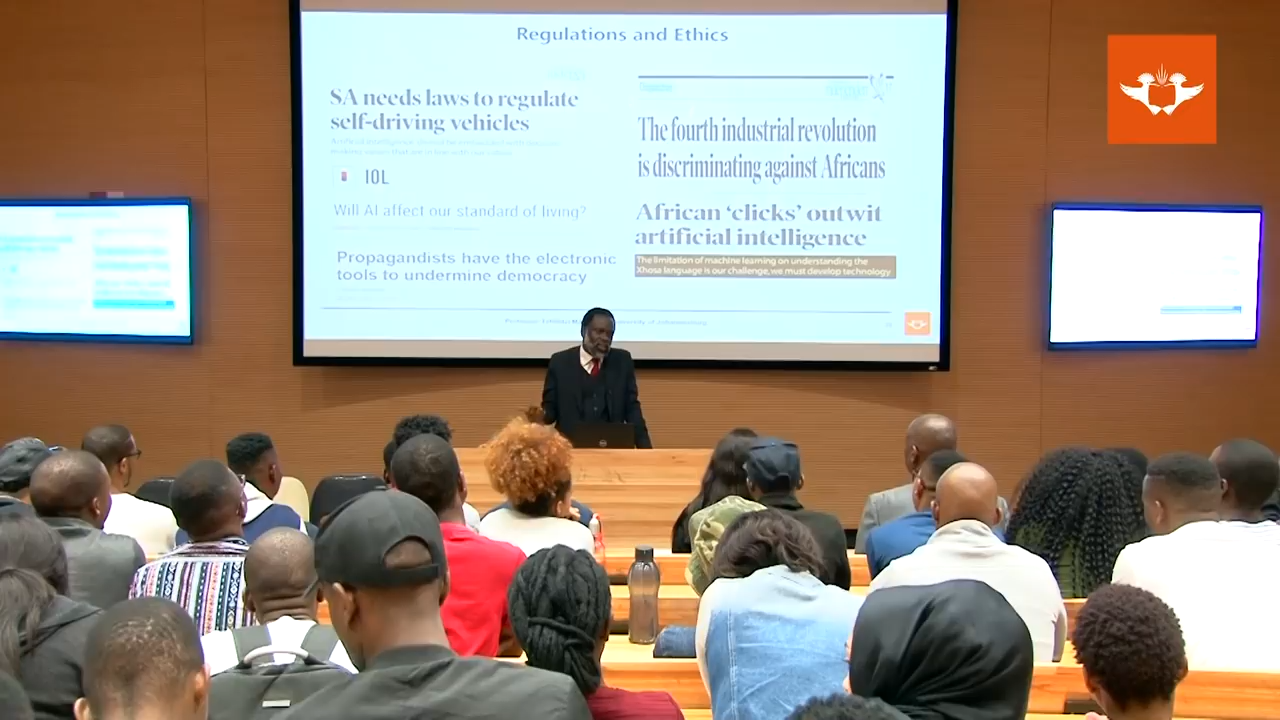 Regulations and Ethics
SA needs laws to regulate
self-driving vehicles
IOL
Will AI affect our standard of living?
Propagandists have the electronic
tools to undermine democracy
The fourth industrial revolution
is discriminating against Africans
African ‘clicks’ outwit
artificial intelligence
The limitation of machine learning on understanding the
Xhosa language is our challenge, we must develop technology
University of Johannesburg